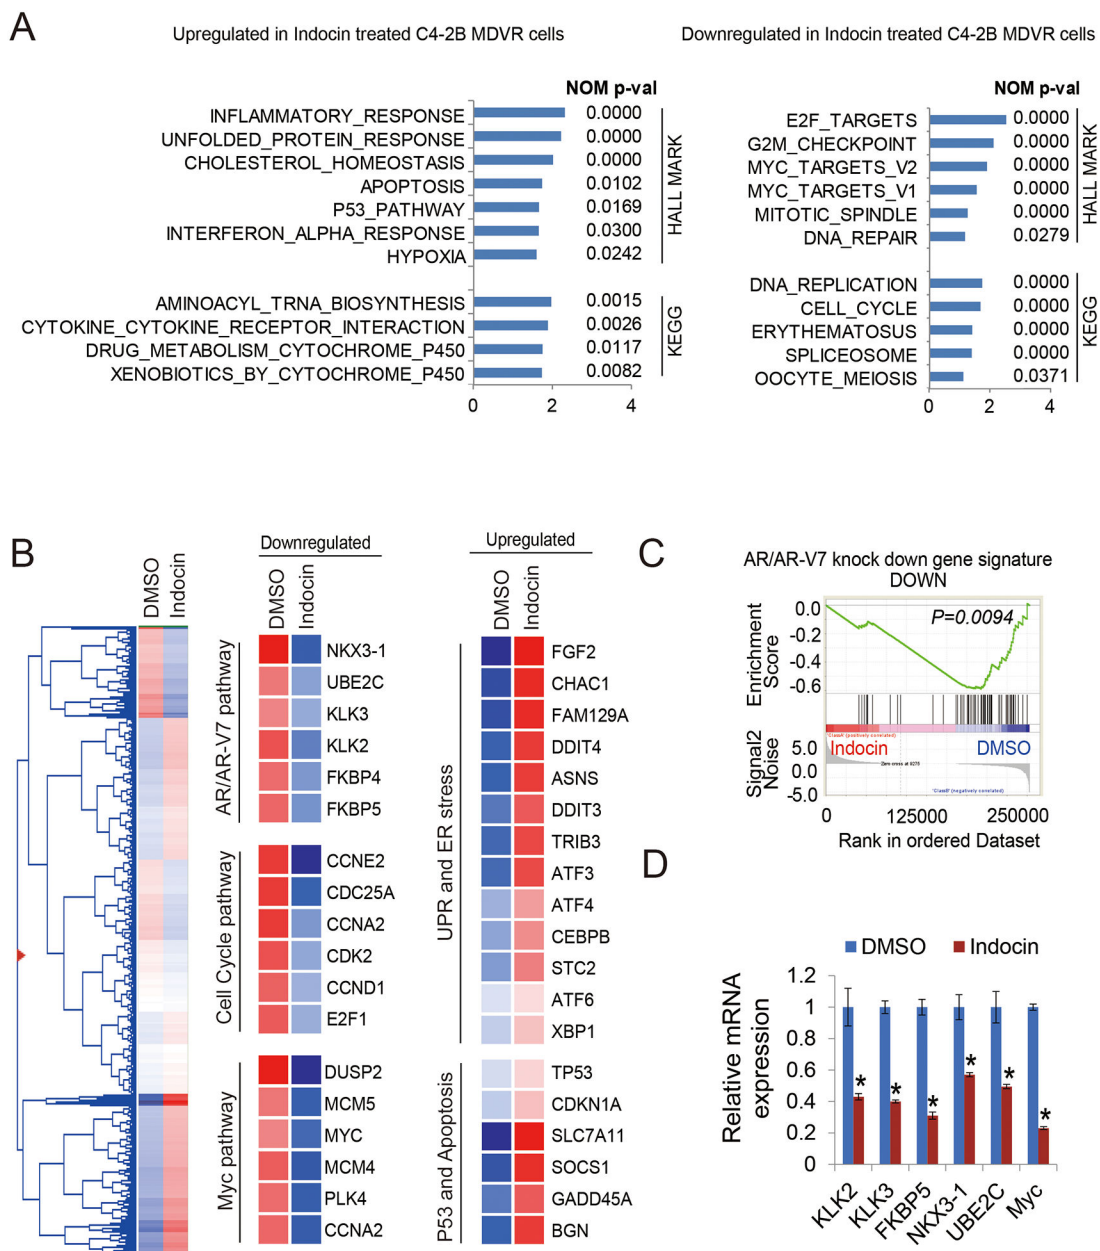 A
Upregulated in Indocin treated C4-2B MDVR cells
NOM p-val
INFLAMMATORY_RESPONSE 0.0000
UNFOLDED_PROTEIN_RESPONSE 0.0000
CHOLESTEROL_HOMEOSTASIS 0.0000
APOPTOSIS 0.0102
P53_PATHWAY 0.0169
INTERFERON_ALPHA_RESPONSE 0.0300
HYPOXIA 0.0242
HALL MARK
AMINOACYL_TRNA_BIOSYNTHESIS 0.0015
CYTOKINE_CYTOKINE_RECEPTOR_INTERACTION 0.0026
DRUG_METABOLISM_CYTOCHROME_P450 0.0117
XENOBIOTICS_BY_CYTOCHROME_P450 0.0082
KEGG
0 2 4
Downregulated in Indocin treated C4-2B MDVR cells
NOM p-val
E2F_TARGETS 0.0000
G2M_CHECKPOINT 0.0000
MYC_TARGETS_V2 0.0000
MYC_TARGETS_V1 0.0000
MITOTIC_SPINDLE 0.0000
DNA_REPAIR 0.0279
HALL MARK
DNA_REPLICATION 0.0000
CELL_CYCLE 0.0000
ERYTHEMATOSUS 0.0000
SPLICEOSOME 0.0000
OOCYTE_MEIOSIS 0.0371
KEGG
0 2 4
B
DMSO
Indocin
Downregulated
DMSO
Indocin
AR/AR-V7 pathway
NKX3-1
UBE2C
KLK3
KLK2
FKBP4
FKBP5
Cell Cycle pathway
CCNE2
CDC25A
CCNA2
CDK2
CCND1
E2F1
Myc pathway
DUSP2
MCM5
MYC
MCM4
PLK4
CCNA2
Upregulated
DMSO
Indocin
UPR and ER stress
FGF2
CHAC1
FAM129A
DDIT4
ASNS
DDIT3
TRIB3
ATF3
ATF4
CEBPB
STC2
ATF6
XBP1
P53 and Apoptosis
TP53
CDKN1A
SLC7A11
SOCS1
GADD45A
BGN
C
AR/AR-V7 knock down gene signature
DOWN
P=0.0094
Enrichment
Score
0.0
-0.2
-0.4
-0.6
'ClassA' (positively correlated)
Indocin DMSO
Zero cross at 9275
'ClassB' (negatively correlated)
Signal2
Noise
5.0
0.0
-5.0
0 125000 250000
Rank in ordered Dataset
D
DMSO Indocin
Relative mRNA
expression
1.2
1
0.8
0.6
0.4
0.2
0
* * * * * *
KLK2
KLK3
FKBP5
NKX3-1
UBE2C
Myc